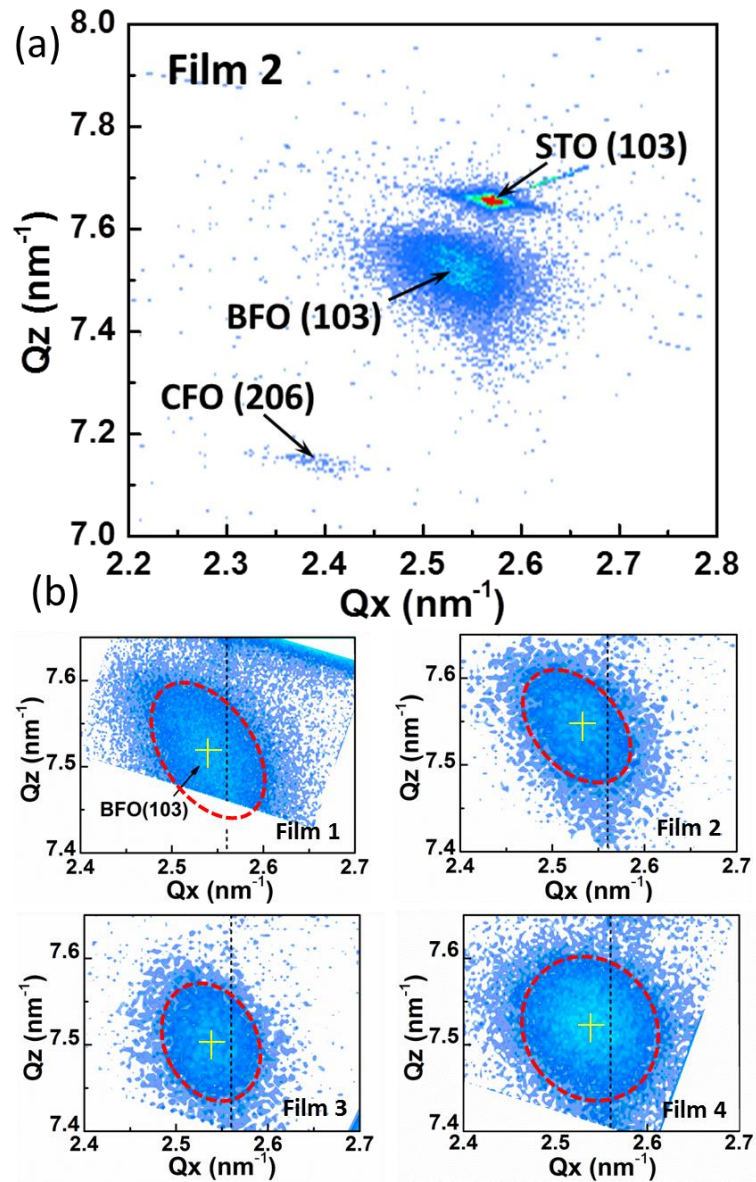 (a)
Film 2
STO (103)
BFO (103)
CFO (206)
8.0
7.8
7.6
7.4
7.2
7.0
Qz (nm-1)
2.2 2.3 2.4 2.5 2.6 2.7 2.8
Qx (nm-1)
(b)
7.6
7.5
7.4
Qz (nm-1)
BFO(103)
Film 1
2.4 2.5 2.6 2.7
Qx (nm-1)
7.6
7.5
7.4
Qz (nm-1)
Film 2
2.4 2.5 2.6 2.7
Qx (nm-1)
7.6
7.5
7.4
Qz (nm-1)
Film 3
2.4 2.5 2.6 2.7
Qx (nm-1)
7.6
7.5
7.4
Qz (nm-1)
Film 4
2.4 2.5 2.6 2.7
Qx (nm-1)